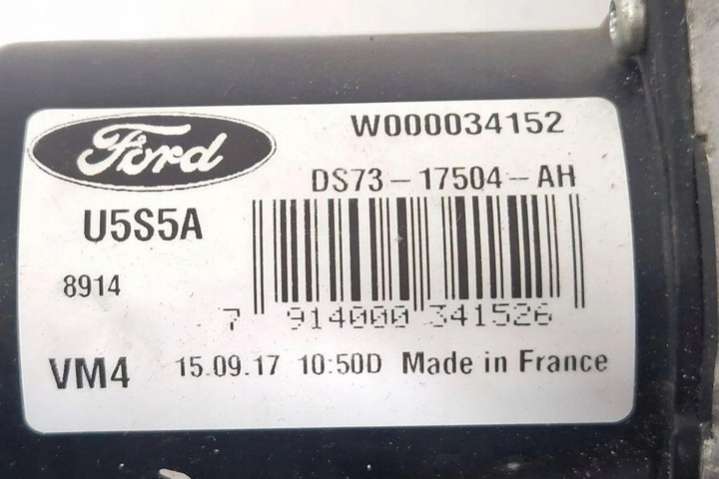 Ford
W000034152
DS73-17504-AH
U5S5A
8914
7 914000 341526
VM4
15.09.17 10:50D Made in France